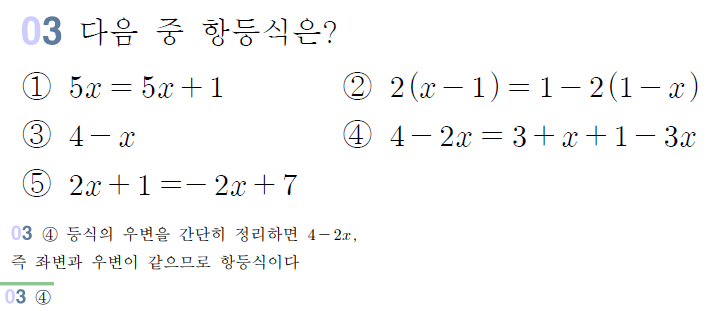 03 다음 중 항등식은?
① 5x = 5x + 1 ② 2(x - 1) = 1 - 2(1 - x)
③ 4 - x ④ 4 - 2x = 3 + x + 1 - 3x
⑤ 2x + 1 = - 2x + 7
03 ④ 등식의 우변을 간단히 정리하면 4 - 2x,
즉 좌변과 우변이 같으므로 항등식이다
03 ④